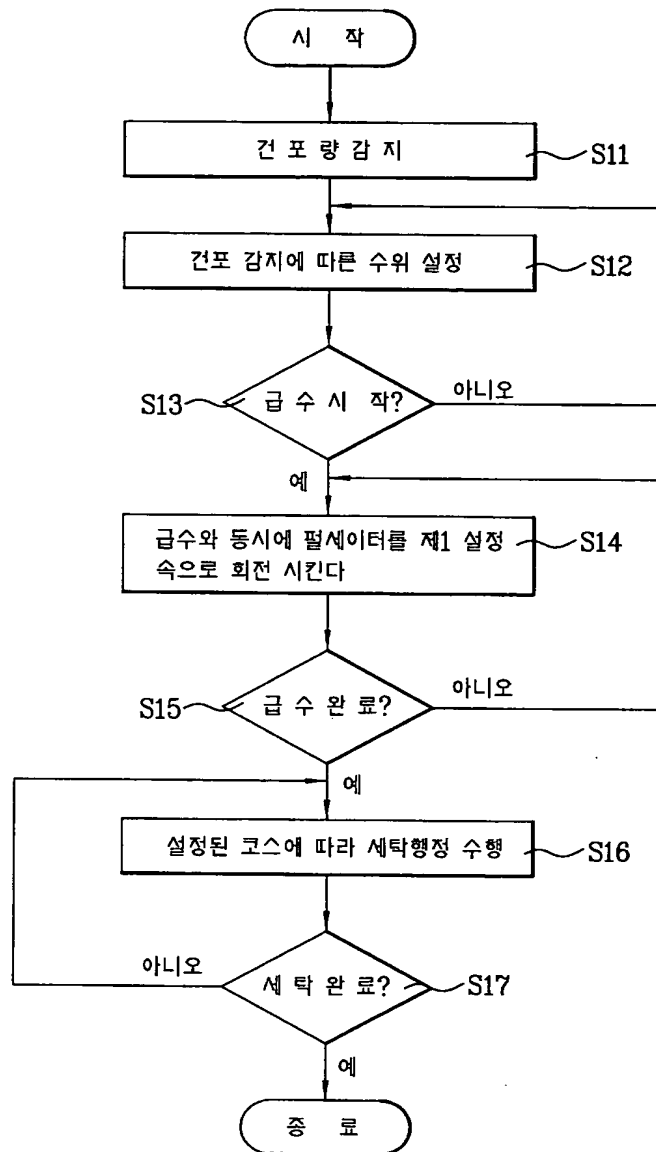 시 작
건 포 량 감 지
S11
건포 감지에 따른 수위 설정
S12
급 수 시 작?
S13
아니오
예
급수와 동시에 펄세이터를 제1 설정
속으로 회전 시킨다
S14
급 수 완 료?
S15
아니오
예
설정된 코스에 따라 세탁행정 수행
S16
세 탁 완 료?
S17
아니오
예
종 료